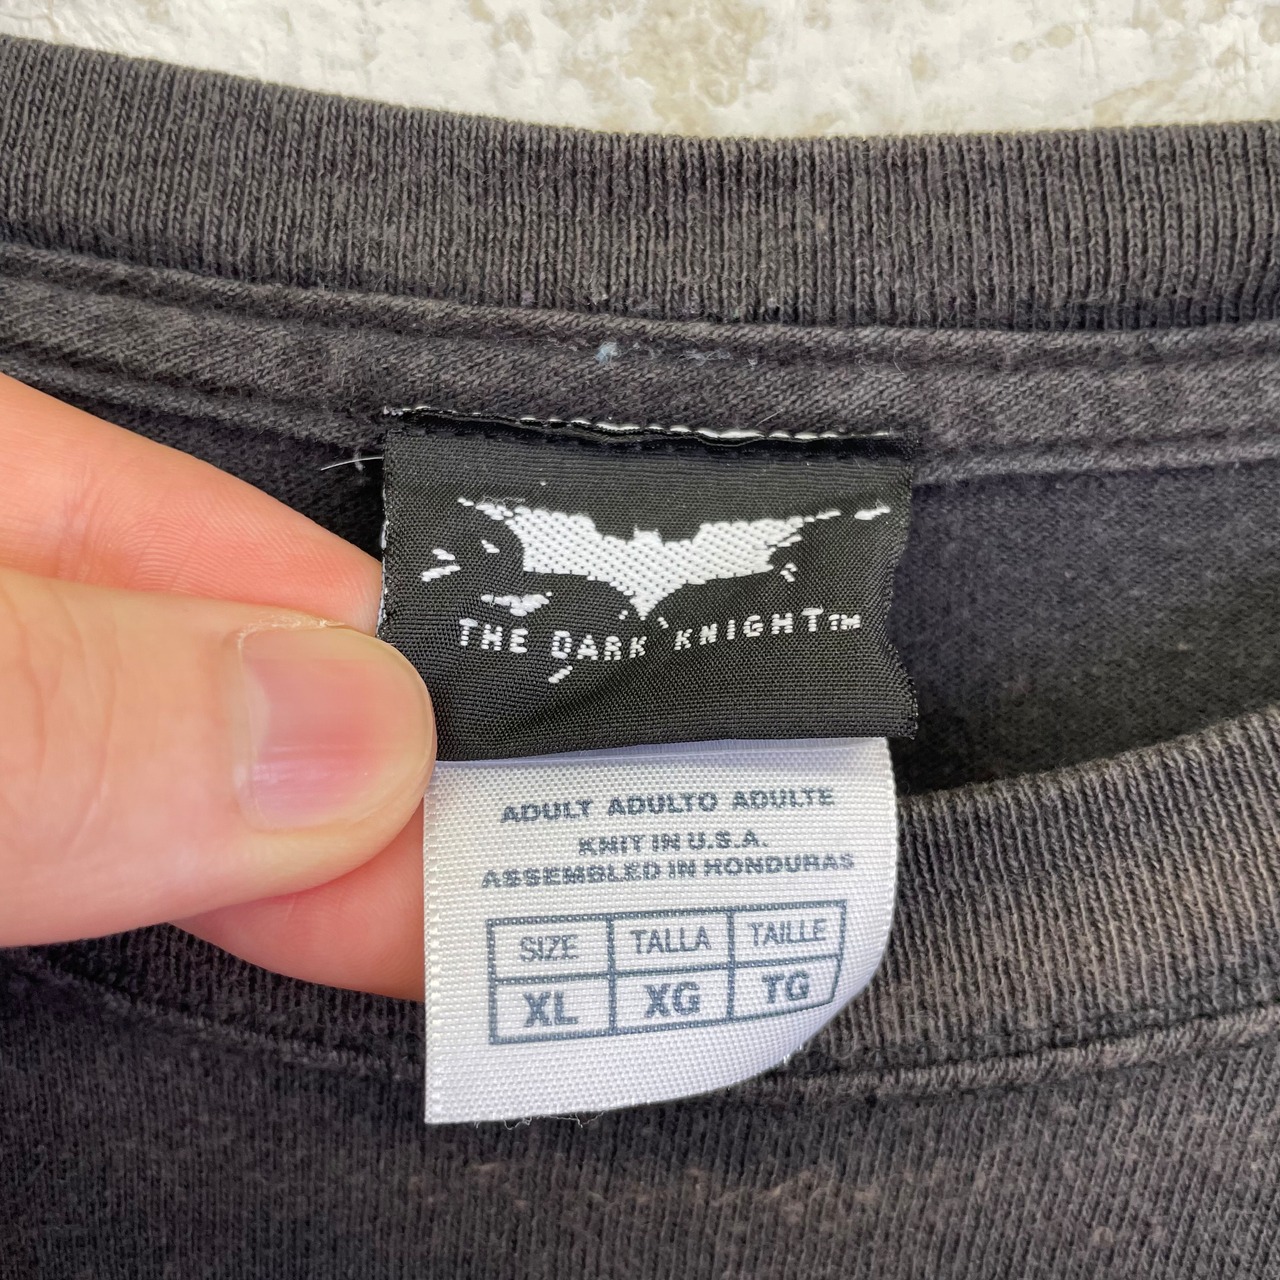 THE DARK KNIGHT™
ADULT ADULTO ADULTE
KNIT IN U.S.A.
ASSEMBLED IN HONDURAS
SIZE TALLA TAILLE
XL XG TG